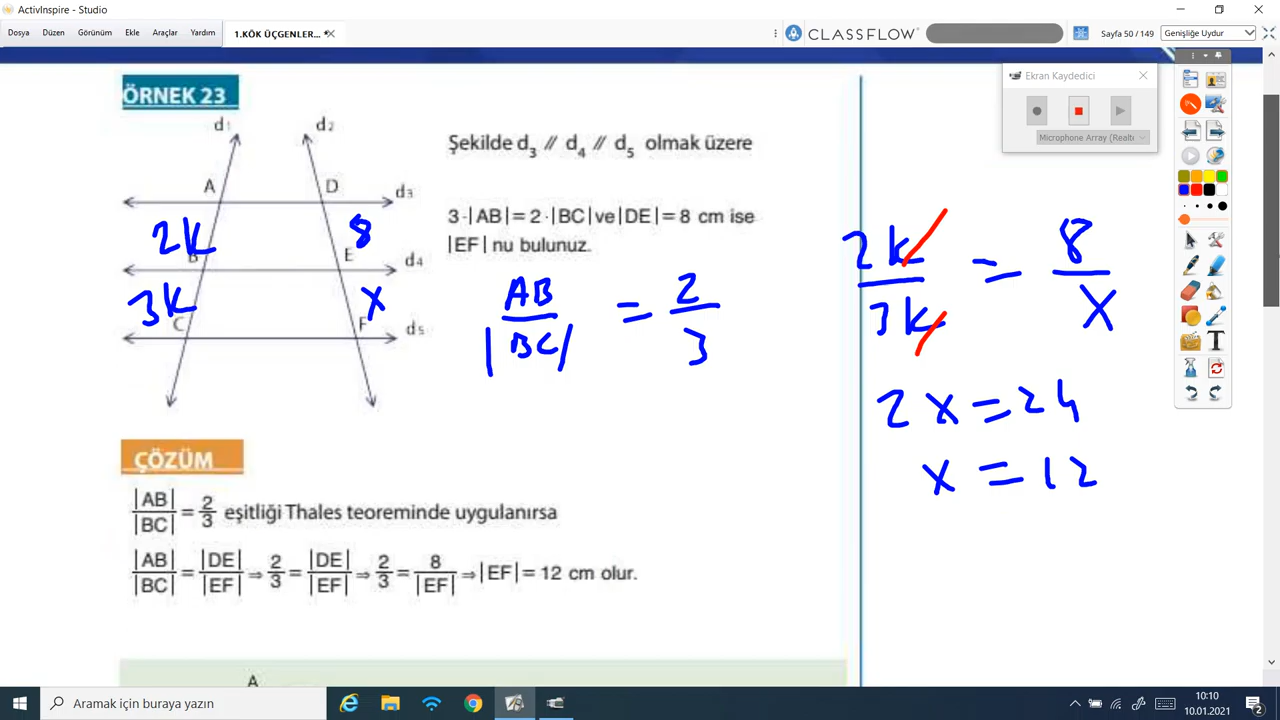 ActivInspire - Studio
Dosya Düzen Görünüm Ekle Araçlar Yardım
1.KÖK ÜÇGENLER...
CLASSFLOW
Sayfa 50 / 149
Genişliğe Uydur
Ekran Kaydedici
Microphone Array (Realte
ÖRNEK 23
d1 d2
A D d3
B E d4
C F d5
2k 8
3k x
Şekilde d3 // d4 // d5 olmak üzere
3·|AB| = 2·|BC| ve |DE| = 8 cm ise
|EF| nu bulunuz.
AB / |BC| = 2 / 3
2k / 3k = 8 / x
2x = 24
x = 12
ÇÖZÜM
|AB| / |BC| = 2/3 eşitliği Thales teoreminde uygulanırsa
|AB| / |BC| = |DE| / |EF| ⇒ 2/3 = |DE| / |EF| ⇒ 2/3 = 8 / |EF| ⇒ |EF| = 12 cm olur.
A
Aramak için buraya yazın
10:10
10.01.2021
2